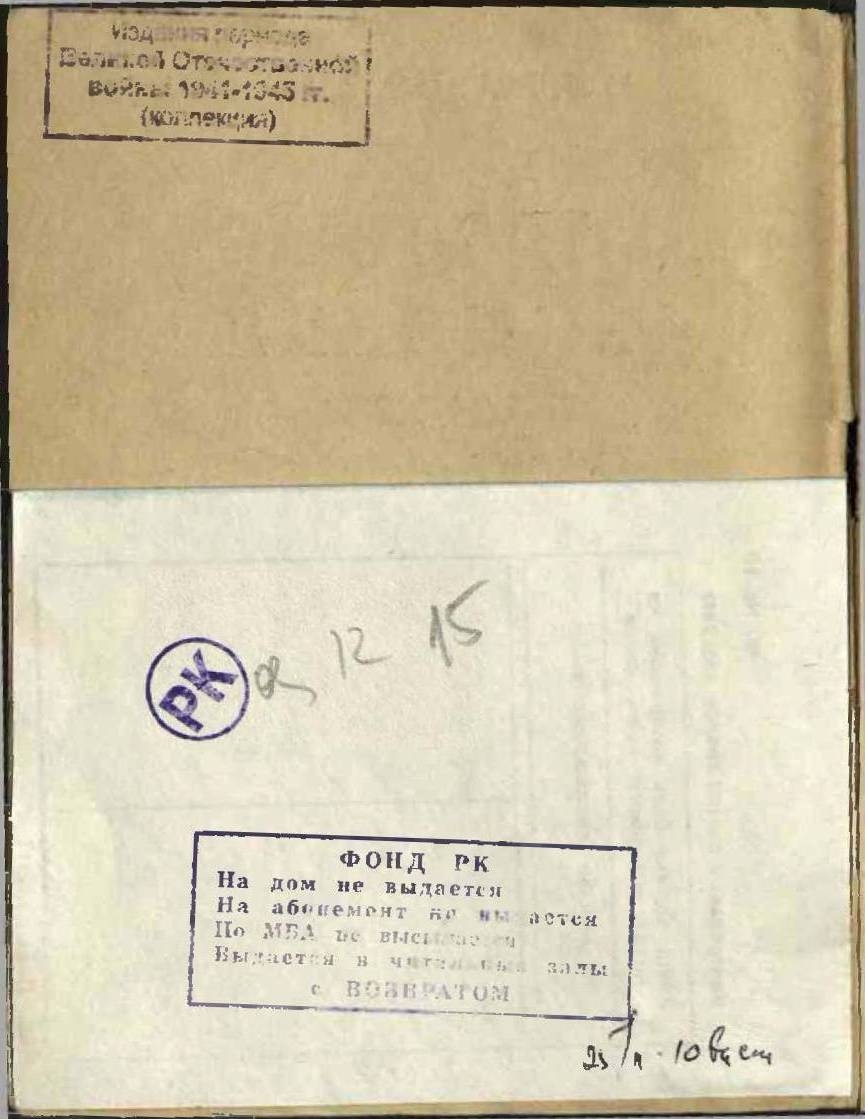 Издания периода
Великой Отечественной
войны 1941-1945 гг.
(коллекция)
РК
12 15
ФОНД РК
На дом не выдается
На абонемент не выдается
По МБА не высылается
Выдается в читальные залы
с ВОЗВРАТОМ
10